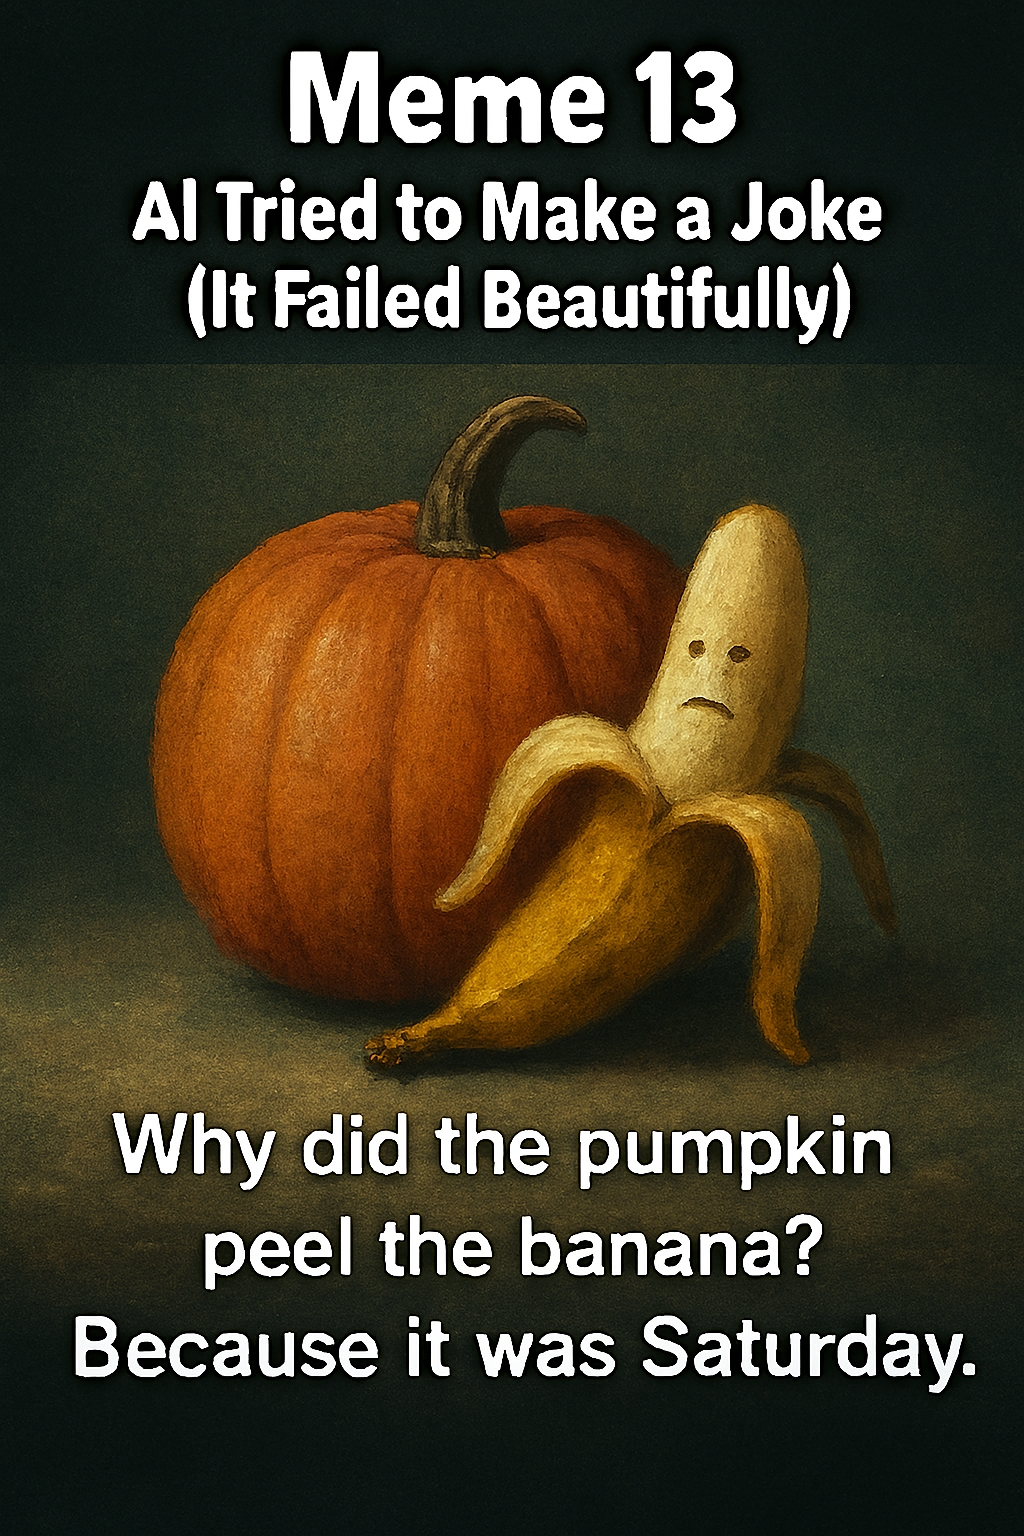 Meme 13
AI Tried to Make a Joke
(It Failed Beautifully)
Why did the pumpkin
peel the banana?
Because it was Saturday.